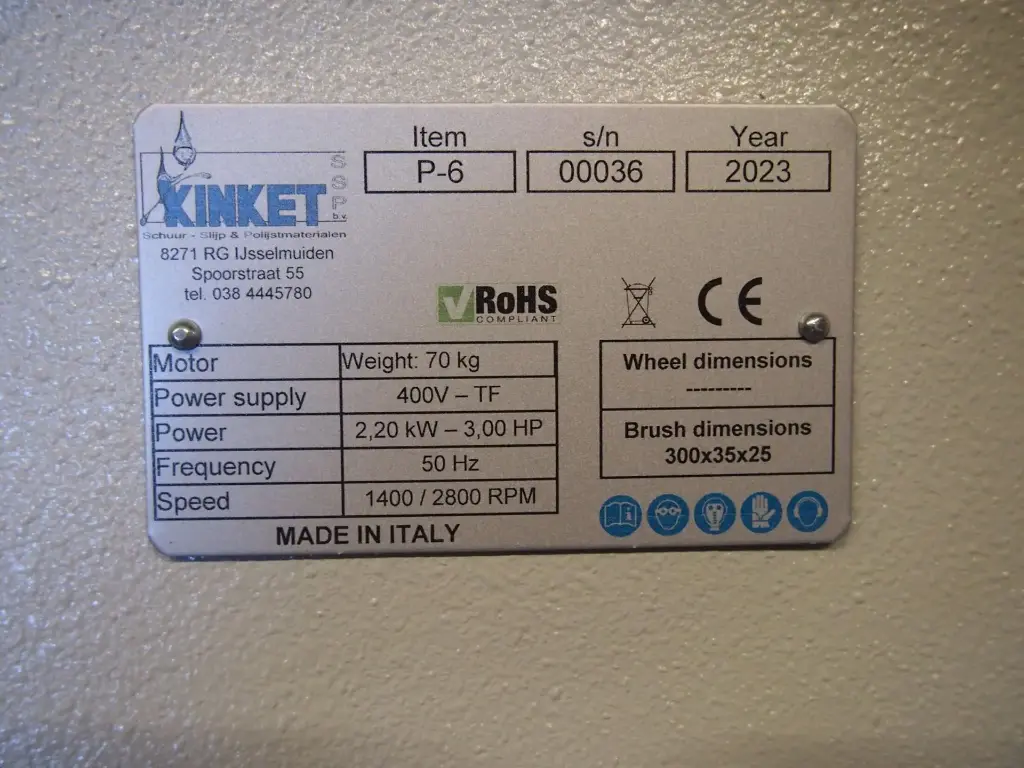 Item s/n Year
P-6 00036 2023
KINKET SSP b.v.
Schuur - Slijp & Polijstmaterialen
8271 RG IJsselmuiden
Spoorstraat 55
tel. 038 4445780
RoHS
COMPLIANT
CE
Motor Weight: 70 kg
Power supply 400V – TF
Power 2,20 kW – 3,00 HP
Frequency 50 Hz
Speed 1400 / 2800 RPM
MADE IN ITALY
Wheel dimensions
---------
Brush dimensions
300x35x25